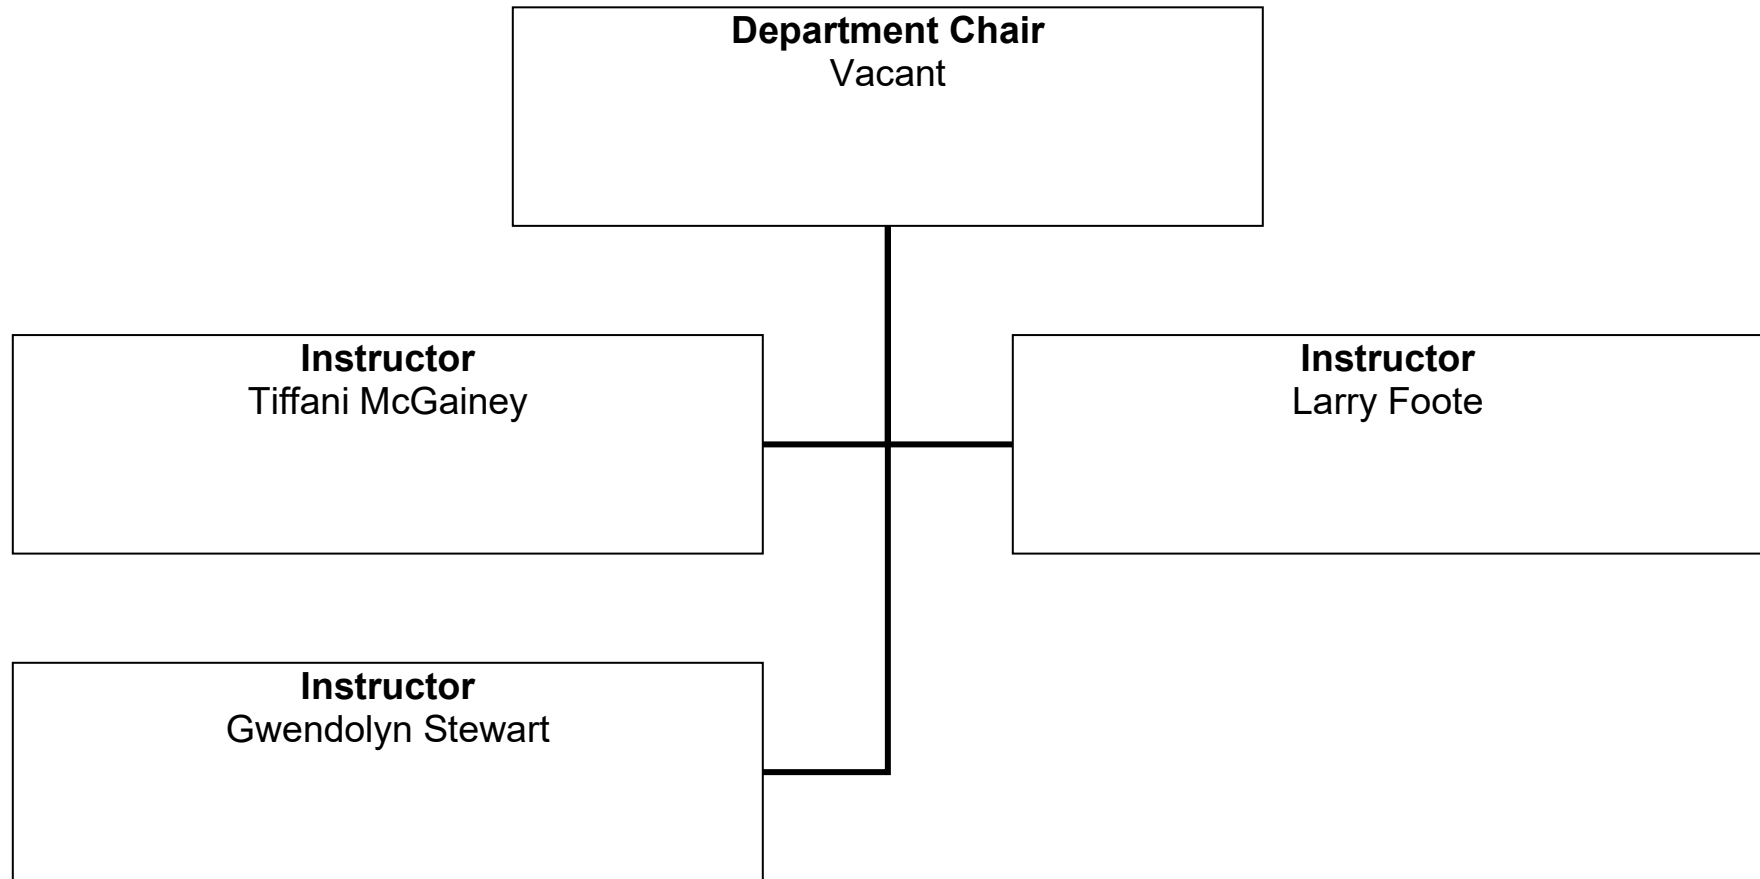 Department Chair
Vacant
Instructor
Tiffani McGainey
Instructor
Larry Foote
Instructor
Gwendolyn Stewart